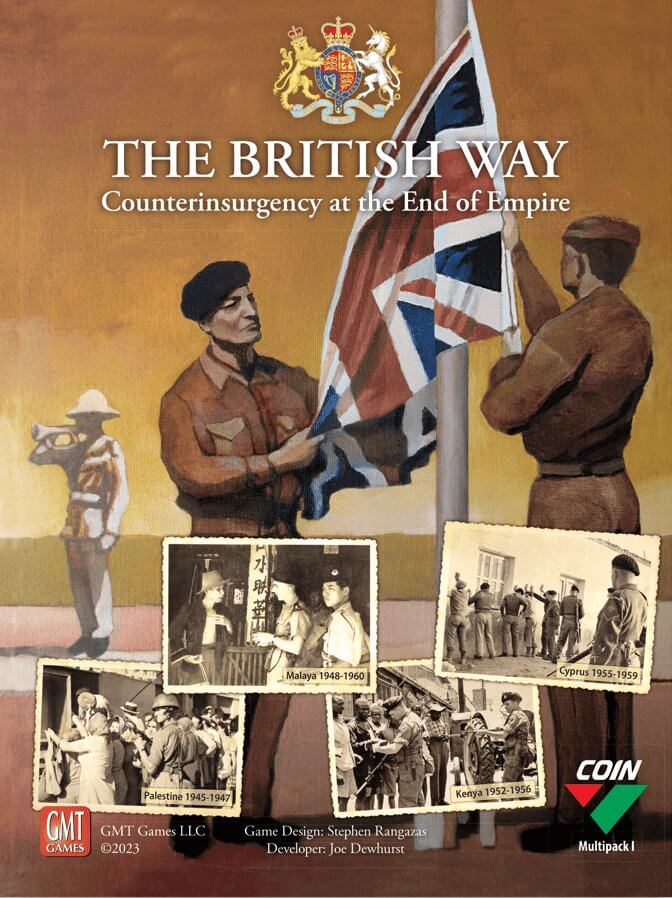 THE BRITISH WAY
Counterinsurgency at the End of Empire
Malaya 1948-1960
Cyprus 1955-1959
Palestine 1945-1947
Kenya 1952-1956
COIN
Multipack I
GMT
GAMES
GMT Games LLC
©2023
Game Design: Stephen Rangazas
Developer: Joe Dewhurst